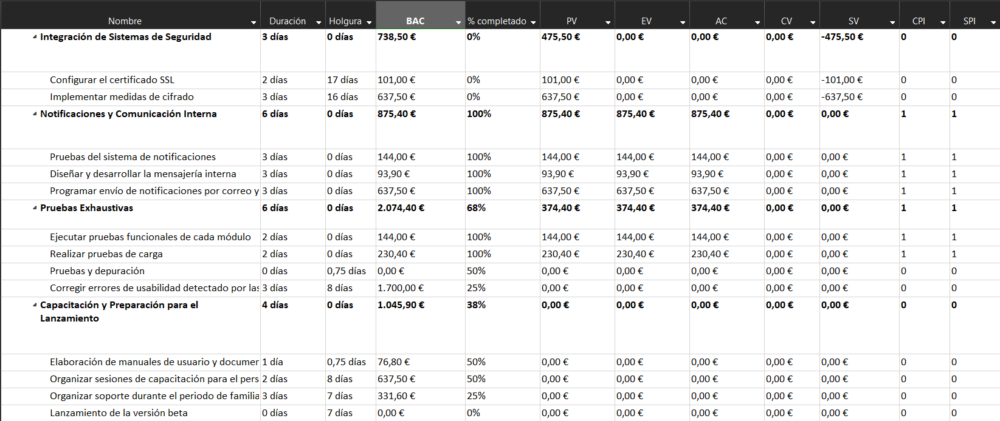 Nombre Duración Holgura BAC % completado PV EV AC CV SV CPI SPI
Integración de Sistemas de Seguridad 3 días 0 días 738,50 € 0% 475,50 € 0,00 € 0,00 € 0,00 € -475,50 € 0 0
Configurar el certificado SSL 2 días 17 días 101,00 € 0% 101,00 € 0,00 € 0,00 € 0,00 € -101,00 € 0 0
Implementar medidas de cifrado 3 días 16 días 637,50 € 0% 637,50 € 0,00 € 0,00 € 0,00 € -637,50 € 0 0
Notificaciones y Comunicación Interna 6 días 0 días 875,40 € 100% 875,40 € 875,40 € 875,40 € 0,00 € 0,00 € 1 1
Pruebas del sistema de notificaciones 3 días 0 días 144,00 € 100% 144,00 € 144,00 € 144,00 € 0,00 € 0,00 € 1 1
Diseñar y desarrollar la mensajería interna 3 días 0 días 93,90 € 100% 93,90 € 93,90 € 93,90 € 0,00 € 0,00 € 1 1
Programar envío de notificaciones por correo y 3 días 0 días 637,50 € 100% 637,50 € 637,50 € 637,50 € 0,00 € 0,00 € 1 1
Pruebas Exhaustivas 6 días 0 días 2.074,40 € 68% 374,40 € 374,40 € 374,40 € 0,00 € 0,00 € 1 1
Ejecutar pruebas funcionales de cada módulo 2 días 0 días 144,00 € 100% 144,00 € 144,00 € 144,00 € 0,00 € 0,00 € 1 1
Realizar pruebas de carga 2 días 0 días 230,40 € 100% 230,40 € 230,40 € 230,40 € 0,00 € 0,00 € 1 1
Pruebas y depuración 0 días 0,75 días 0,00 € 50% 0,00 € 0,00 € 0,00 € 0,00 € 0,00 € 0 0
Corregir errores de usabilidad detectado por las 3 días 8 días 1.700,00 € 25% 0,00 € 0,00 € 0,00 € 0,00 € 0,00 € 0 0
Capacitación y Preparación para el 4 días 0 días 1.045,90 € 38% 0,00 € 0,00 € 0,00 € 0,00 € 0,00 € 0 0
Lanzamiento
Elaboración de manuales de usuario y documen 1 día 0,75 días 76,80 € 50% 0,00 € 0,00 € 0,00 € 0,00 € 0,00 € 0 0
Organizar sesiones de capacitación para el pers 2 días 8 días 637,50 € 50% 0,00 € 0,00 € 0,00 € 0,00 € 0,00 € 0 0
Organizar soporte durante el periodo de familia 3 días 7 días 331,60 € 25% 0,00 € 0,00 € 0,00 € 0,00 € 0,00 € 0 0
Lanzamiento de la versión beta 0 días 7 días 0,00 € 0% 0,00 € 0,00 € 0,00 € 0,00 € 0,00 € 0 0